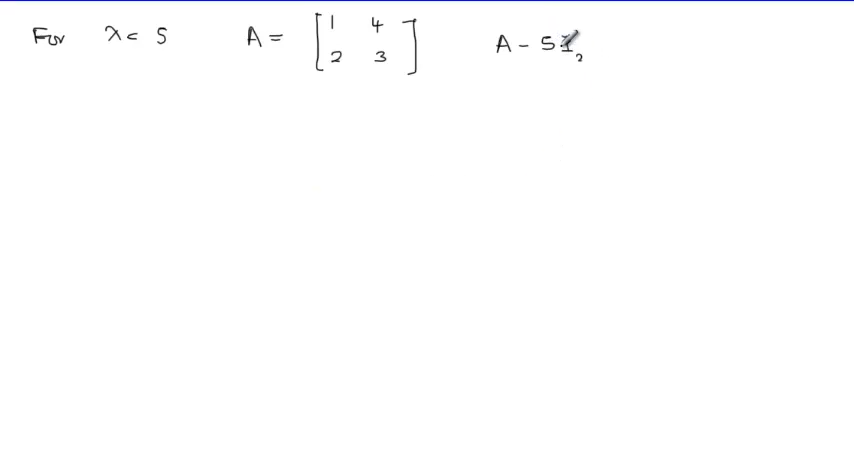 For λ = 5 A = [1 4 2 3] A - 5I₂